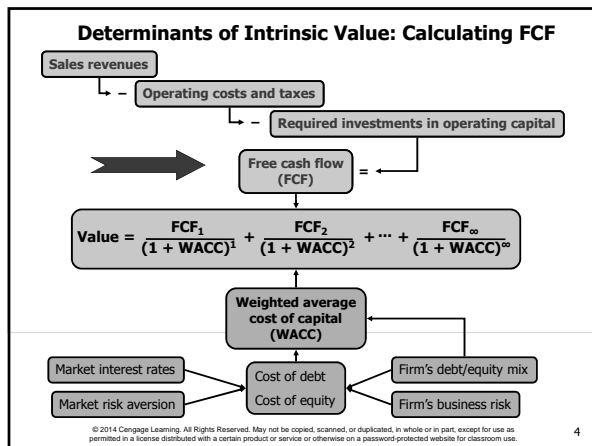 Determinants of Intrinsic Value: Calculating FCF
Sales revenues
− Operating costs and taxes
− Required investments in operating capital
Free cash flow
(FCF)
=
Value = FCF₁ / (1 + WACC)¹ + FCF₂ / (1 + WACC)² + ··· + FCF∞ / (1 + WACC)∞
Weighted average
cost of capital
(WACC)
Market interest rates
Market risk aversion
Cost of debt
Cost of equity
Firm's debt/equity mix
Firm's business risk
© 2014 Cengage Learning. All Rights Reserved. May not be copied, scanned, or duplicated, in whole or in part, except for use as
permitted in a license distributed with a certain product or service or otherwise on a password-protected website for classroom use.
4